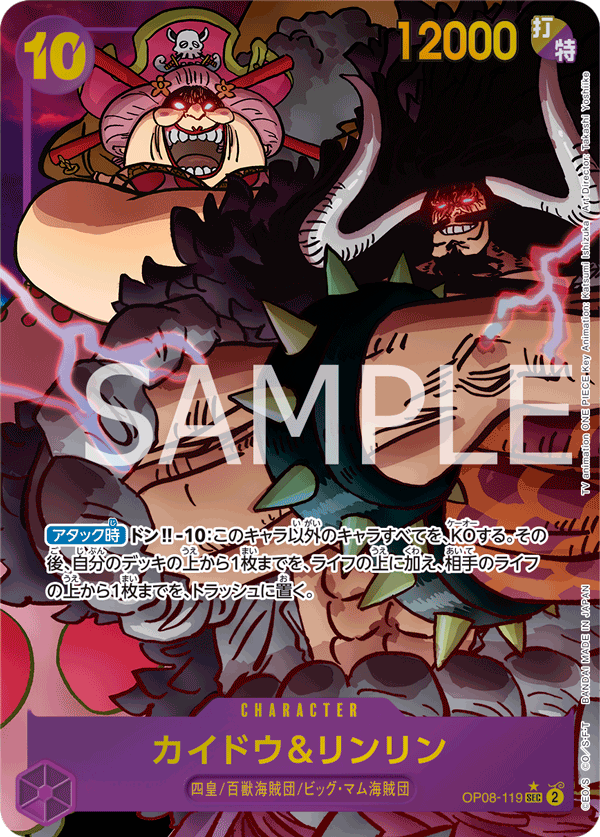 10
12000
打
特
TV animation ONE PIECE Key Animation: Katsumi Ishizuka / Art Director: Takashi Yoshiike
SAMPLE
アタック時 ドン!!-10:このキャラ以外のキャラすべてを、KOする。その
後、自分のデッキの上から1枚までを、ライフの上に加え、相手のライフ
の上から1枚までを、トラッシュに置く。
©E.O/S ©O/S・F・T BANDAI MADE IN JAPAN
CHARACTER
カイドウ&リンリン
四皇/百獣海賊団/ビッグ・マム海賊団
OP08-119 SEC ★ 2